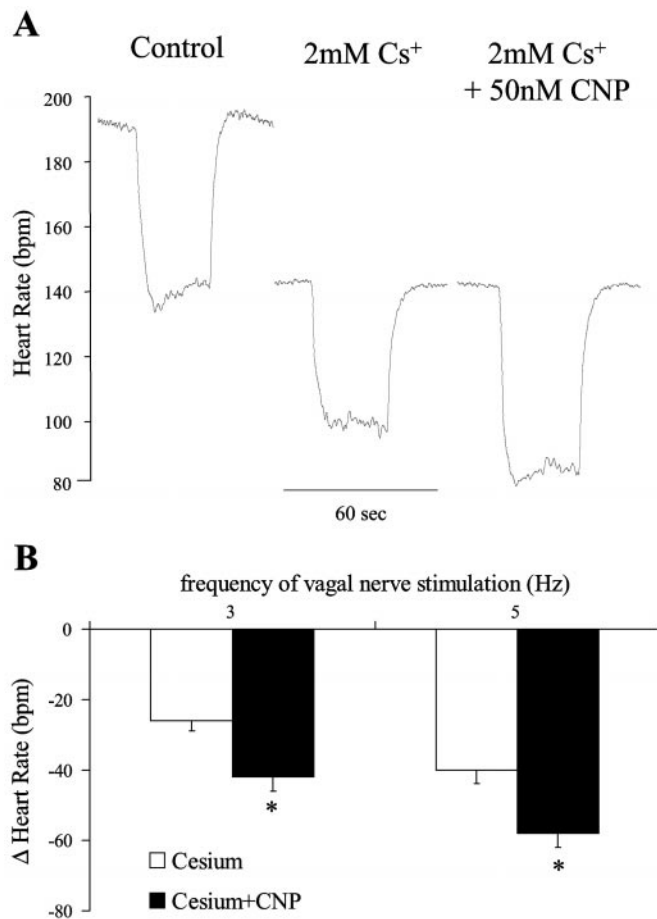 A
Control
2mM Cs⁺
2mM Cs⁺
+ 50nM CNP
Heart Rate (bpm)
200
180
160
140
120
100
80
60 sec
B
frequency of vagal nerve stimulation (Hz)
3
5
Δ Heart Rate (bpm)
0
-20
-40
-60
-80
*
*
Cesium
Cesium+CNP